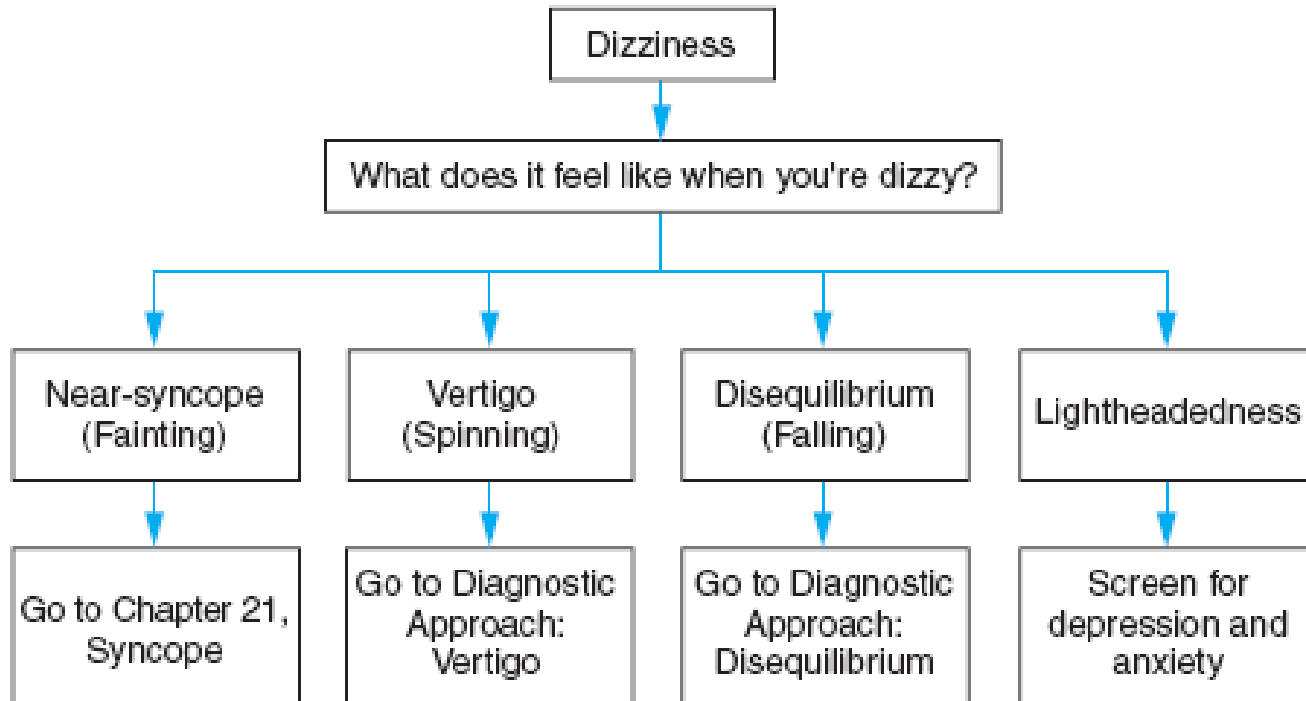 Dizziness
What does it feel like when you're dizzy?
Near-syncope
(Fainting)
Vertigo
(Spinning)
Disequilibrium
(Falling)
Lightheadedness
Go to Chapter 21,
Syncope
Go to Diagnostic
Approach:
Vertigo
Go to Diagnostic
Approach:
Disequilibrium
Screen for
depression and
anxiety